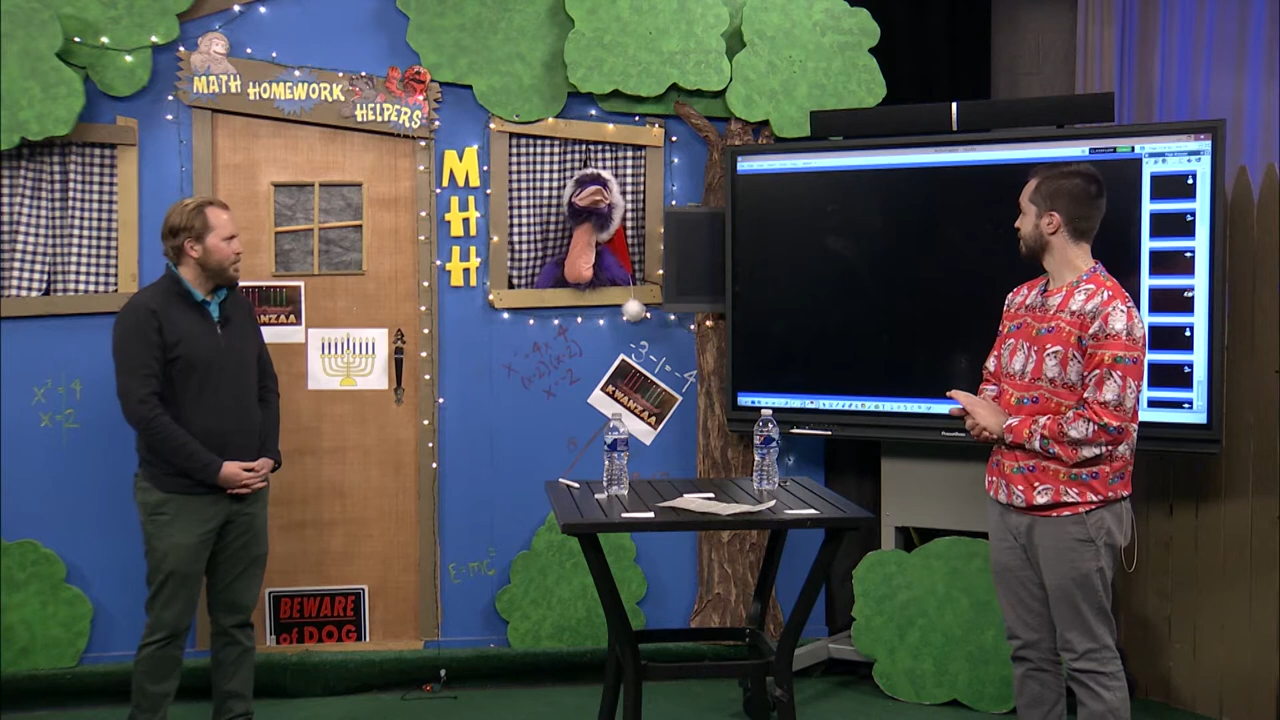 MATH HOMEWORK
HELPERS
M
H
H
KWANZAA
-3-1=-4
KWANZAA
x²=4
x=2
x²=4x-4
(x-2)(x-2)
x=-2
E=mc²
BEWARE
of DOG